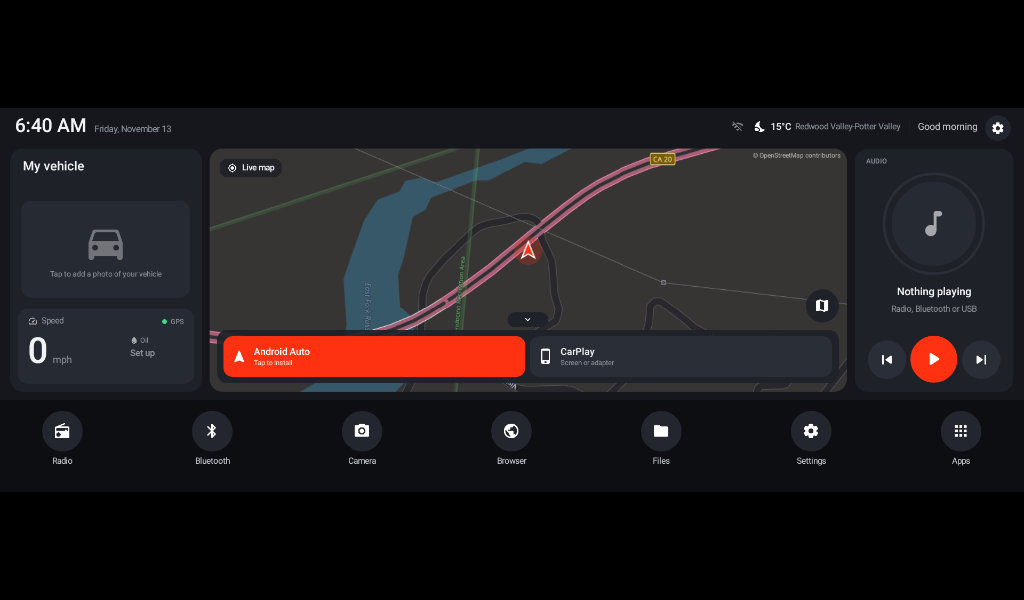 6:40 AM Friday, November 13
15°C Redwood Valley-Potter Valley
Good morning
My vehicle
Tap to add a photo of your vehicle
Speed
GPS
0 mph
Oil
Set up
Live map
CA 20
© OpenStreetMap contributors
Android Auto
Tap to install
CarPlay
Screen or adapter
AUDIO
Nothing playing
Radio, Bluetooth or USB
Radio
Bluetooth
Camera
Browser
Files
Settings
Apps